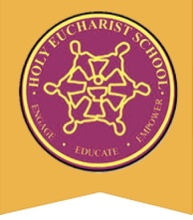 · HOLY EUCHARIST SCHOOL ·
ENGAGE · EDUCATE · EMPOWER